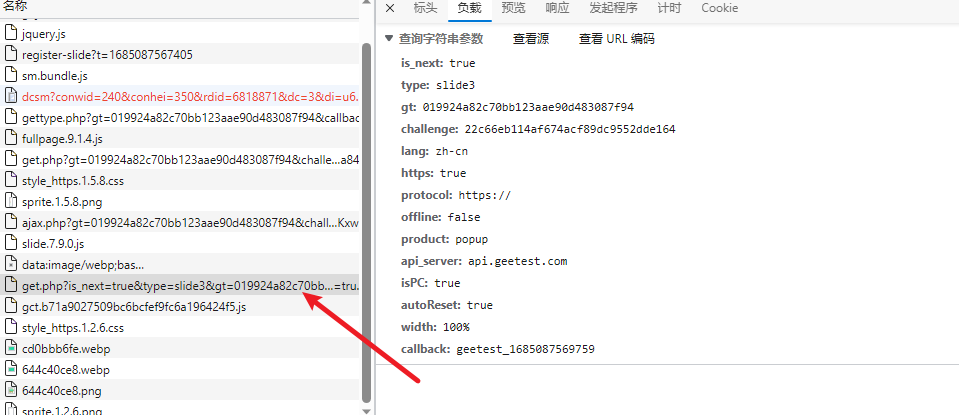 名称
jquery.js
register-slide?t=1685087567405
sm.bundle.js
dcsm?conwid=240&conhei=350&rdid=6818871&dc=3&di=u6.
gettype.php?gt=019924a82c70bb123aae90d483087f94&callbac
fullpage.9.1.4.js
get.php?gt=019924a82c70bb123aae90d483087f94&challe...a84
style_https.1.5.8.css
sprite.1.5.8.png
ajax.php?gt=019924a82c70bb123aae90d483087f94&chall...Kxw
slide.7.9.0.js
data:image/webp;bas...
get.php?is_next=true&type=slide3&gt=019924a82c70bb...=tru.
gct.b71a9027509bc6bcfef9fc6a196424f5.js
style_https.1.2.6.css
cd0bbb6fe.webp
644c40ce8.webp
644c40ce8.png
sprite.1.2.6.png
标头 负载 预览 响应 发起程序 计时 Cookie
查询字符串参数 查看源 查看 URL 编码
is_next: true
type: slide3
gt: 019924a82c70bb123aae90d483087f94
challenge: 22c66eb114af674acf89dc9552dde164
lang: zh-cn
https: true
protocol: https://
offline: false
product: popup
api_server: api.geetest.com
isPC: true
autoReset: true
width: 100%
callback: geetest_1685087569759